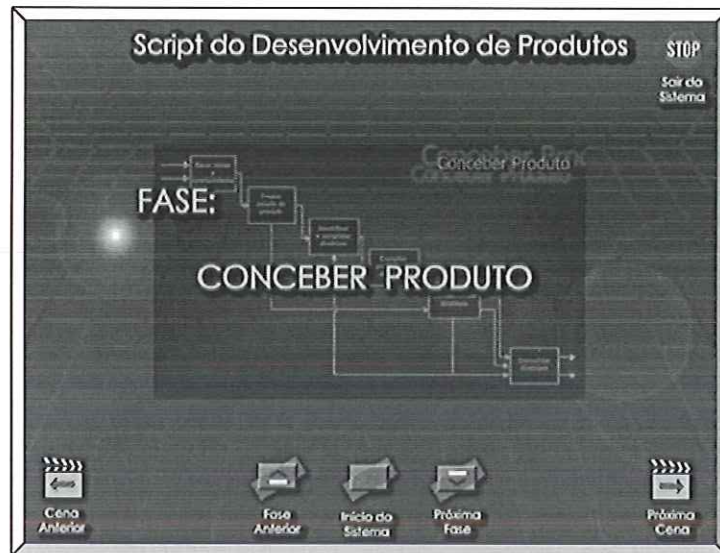 Script do Desenvolvimento de Produtos
STOP
Sair do
Sistema
Conceber Produto
FASE:
CONCEBER PRODUTO
Cena
Anterior
Fase
Anterior
Início do
Sistema
Próxima
Fase
Próxima
Cena